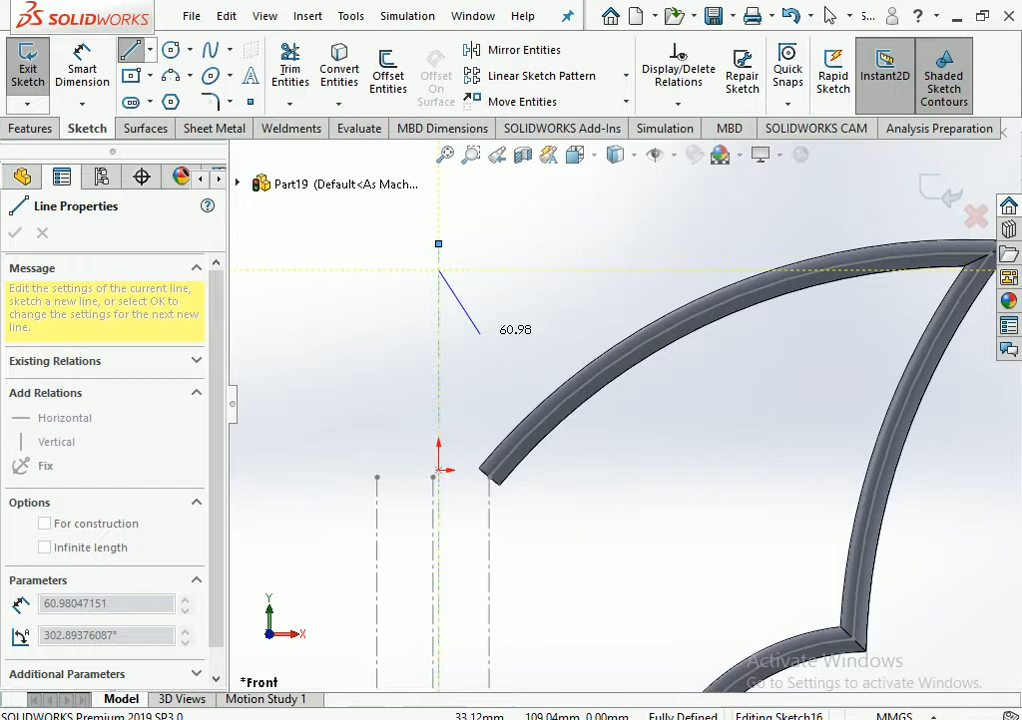 SOLIDWORKS File Edit View Insert Tools Simulation Window Help S... ?
Exit Sketch
Smart Dimension
Trim Entities
Convert Entities
Offset Entities
Offset On Surface
Mirror Entities
Linear Sketch Pattern
Move Entities
Display/Delete Relations
Repair Sketch
Quick Snaps
Rapid Sketch
Instant2D
Shaded Sketch Contours
Features Sketch Surfaces Sheet Metal Weldments Evaluate MBD Dimensions SOLIDWORKS Add-Ins Simulation MBD SOLIDWORKS CAM Analysis Preparation
Part19 (Default<As Mach...
Line Properties
Message
Edit the settings of the current line,
sketch a new line, or select OK to
change the settings for the next new
line.
Existing Relations
Add Relations
Horizontal
Vertical
Fix
Options
For construction
Infinite length
Parameters
60.98047151
302.89376087°
Additional Parameters
60.98
Y
X
*Front
Activate Windows
Go to Settings to activate Windows.
Model 3D Views Motion Study 1
SOLIDWORKS Premium 2019 SP3.0 33.12mm 109.04mm 0.00mm Fully Defined Editing Sketch16 MMGS